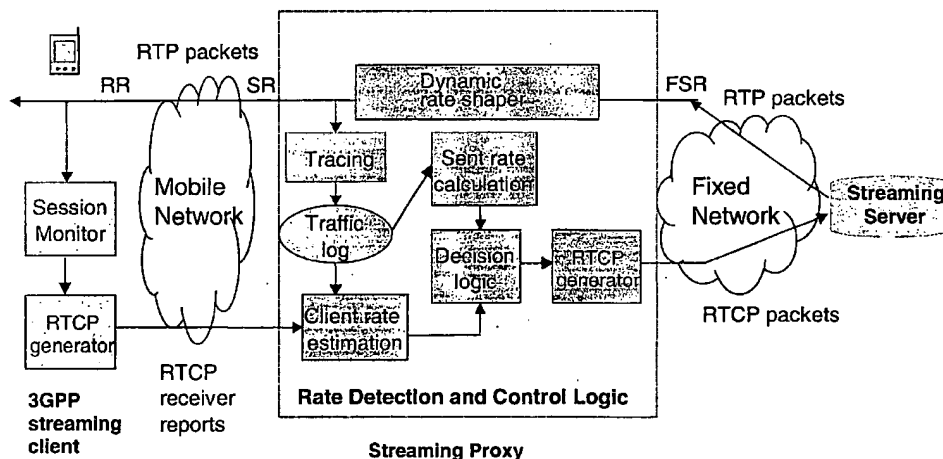 RTP packets
RR
SR
Dynamic
rate shaper
FSR
RTP packets
Tracing
Sent rate
calculation
Mobile
Network
Fixed
Network
Streaming
Server
Session
Monitor
Traffic
log
Decision
logic
RTCP
generator
RTCP
generator
Client rate
estimation
RTCP packets
RTCP
receiver
reports
Rate Detection and Control Logic
3GPP
streaming
client
Streaming Proxy